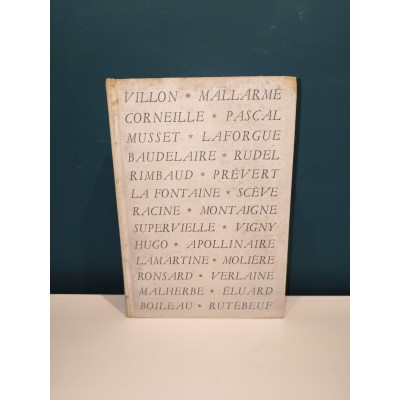 VILLON * MALLARMÉ
CORNEILLE * PASCAL
MUSSET * LAFORGUE
BAUDELAIRE * RUDEL
RIMBAUD * PRÉVERT
LA FONTAINE * SCÈVE
RACINE * MONTAIGNE
SUPERVIELLE * VIGNY
HUGO * APOLLINAIRE
LAMARTINE * MOLIÈRE
RONSARD * VERLAINE
MALHERBE * ÉLUARD
BOILEAU * RUTEBEUF